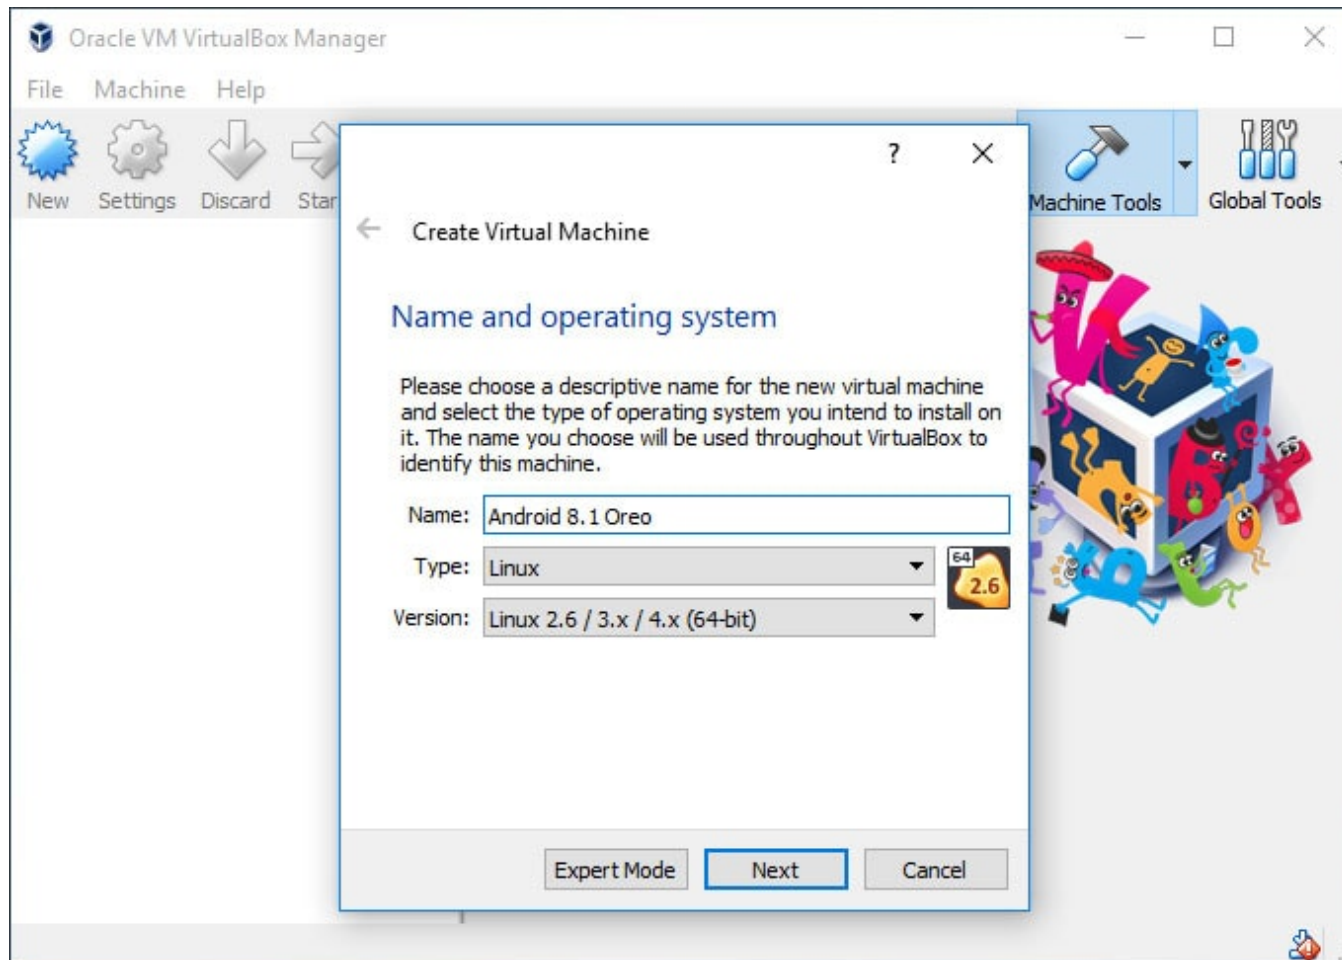 Oracle VM VirtualBox Manager
File Machine Help
New Settings Discard Star
Machine Tools Global Tools
Create Virtual Machine
Name and operating system
Please choose a descriptive name for the new virtual machine
and select the type of operating system you intend to install on
it. The name you choose will be used throughout VirtualBox to
identify this machine.
Name: Android 8.1 Oreo
Type: Linux
64
2.6
Version: Linux 2.6 / 3.x / 4.x (64-bit)
Expert Mode Next Cancel